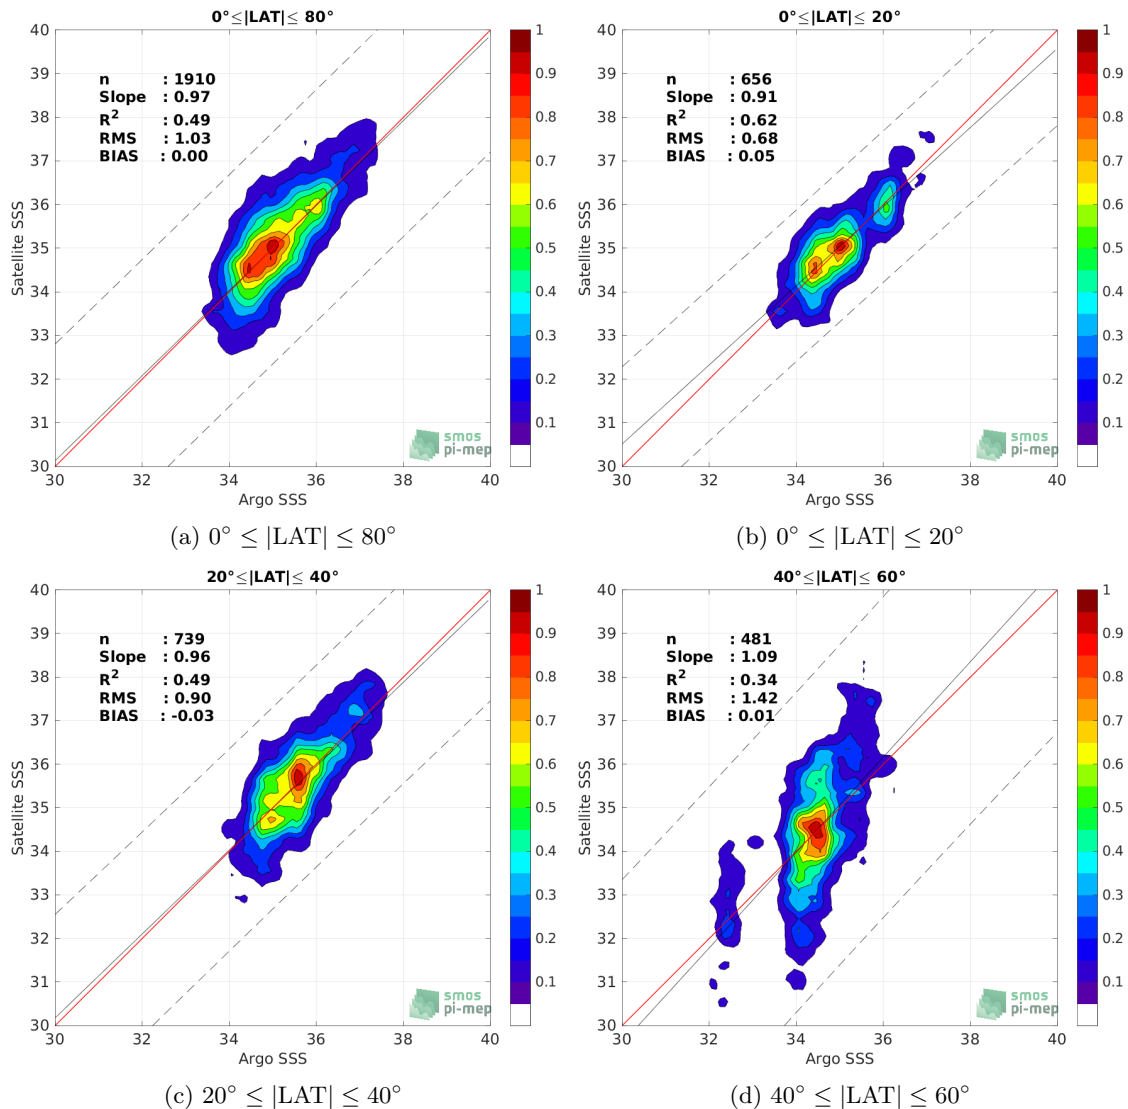 0°≤|LAT|≤ 80°
n : 1910
Slope : 0.97
R² : 0.49
RMS : 1.03
BIAS : 0.00
40
39
38
37
36
35
34
33
32
31
30
Satellite SSS
30 32 34 36 38 40
Argo SSS
1
0.9
0.8
0.7
0.6
0.5
0.4
0.3
0.2
0.1
smos
pi-mep
(a) 0° ≤ |LAT| ≤ 80°
0°≤|LAT|≤ 20°
n : 656
Slope : 0.91
R² : 0.62
RMS : 0.68
BIAS : 0.05
40
39
38
37
36
35
34
33
32
31
30
Satellite SSS
30 32 34 36 38 40
Argo SSS
1
0.9
0.8
0.7
0.6
0.5
0.4
0.3
0.2
0.1
smos
pi-mep
(b) 0° ≤ |LAT| ≤ 20°
20°≤|LAT|≤ 40°
n : 739
Slope : 0.96
R² : 0.49
RMS : 0.90
BIAS : -0.03
40
39
38
37
36
35
34
33
32
31
30
Satellite SSS
30 32 34 36 38 40
Argo SSS
1
0.9
0.8
0.7
0.6
0.5
0.4
0.3
0.2
0.1
smos
pi-mep
(c) 20° ≤ |LAT| ≤ 40°
40°≤|LAT|≤ 60°
n : 481
Slope : 1.09
R² : 0.34
RMS : 1.42
BIAS : 0.01
40
39
38
37
36
35
34
33
32
31
30
Satellite SSS
30 32 34 36 38 40
Argo SSS
1
0.9
0.8
0.7
0.6
0.5
0.4
0.3
0.2
0.1
smos
pi-mep
(d) 40° ≤ |LAT| ≤ 60°